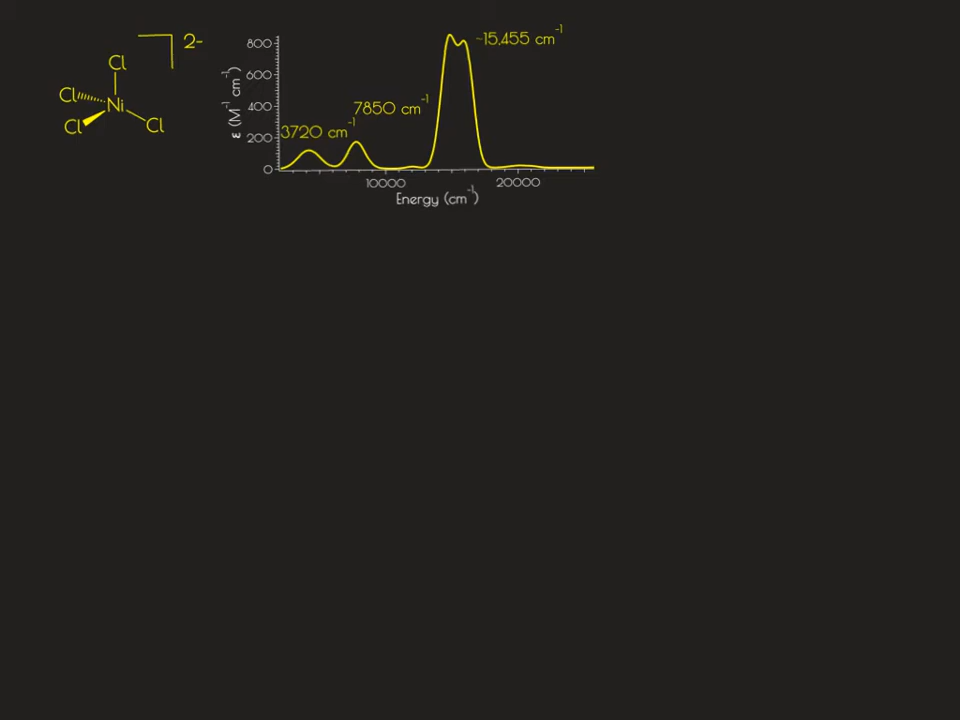 2-
Cl
Cl
Ni
Cl
Cl
800
600
400
200
0
ε (M⁻¹ cm⁻¹)
3720 cm⁻¹
7850 cm⁻¹
~15,455 cm⁻¹
10000
20000
Energy (cm⁻¹)